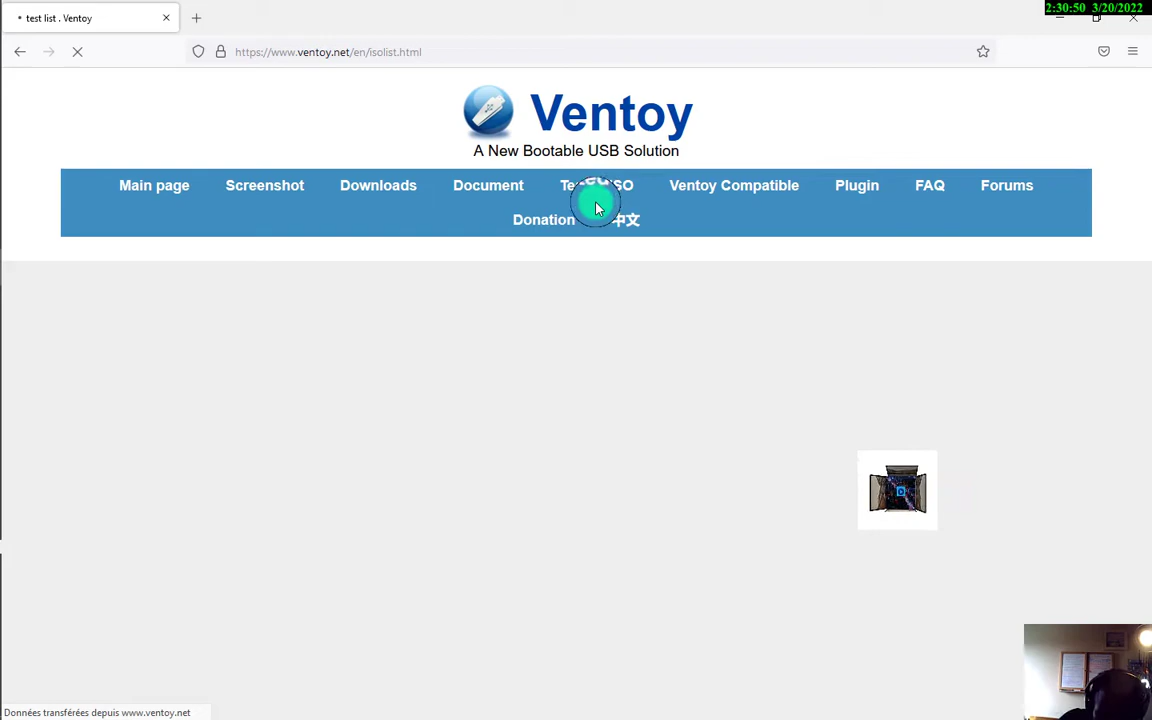 test list . Ventoy
2:30:50 3/20/2022
https://www.ventoy.net/en/isolist.html
Ventoy
A New Bootable USB Solution
Main page Screenshot Downloads Document Ventoy Compatible Plugin FAQ Forums
Donation 中文
Données transférées depuis www.ventoy.net